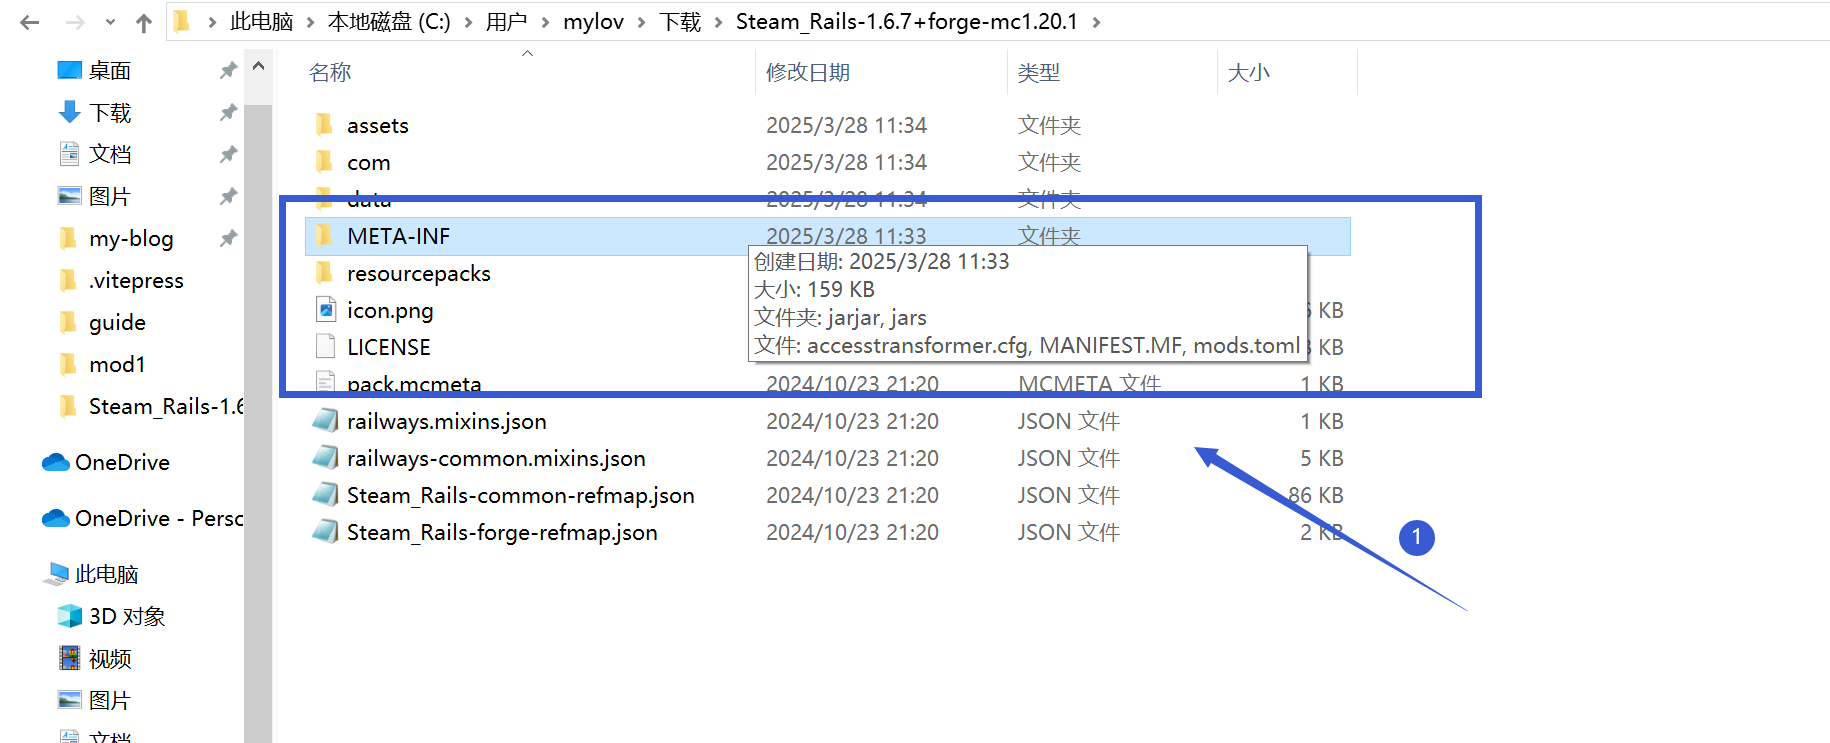 此电脑 本地磁盘 (C:) 用户 mylov 下载 Steam_Rails-1.6.7+forge-mc1.20.1
桌面
下载
文档
图片
my-blog
.vitepress
guide
mod1
Steam_Rails-1.6
OneDrive
OneDrive - Perso
此电脑
3D 对象
视频
图片
文档
名称 修改日期 类型 大小
assets 2025/3/28 11:34 文件夹
com 2025/3/28 11:34 文件夹
data 2025/3/28 11:34 文件夹
META-INF 2025/3/28 11:33 文件夹
resourcepacks
icon.png KB
LICENSE KB
pack.mcmeta 2024/10/23 21:20 MCMETA 文件 1 KB
railways.mixins.json 2024/10/23 21:20 JSON 文件 1 KB
railways-common.mixins.json 2024/10/23 21:20 JSON 文件 5 KB
Steam_Rails-common-refmap.json 2024/10/23 21:20 JSON 文件 86 KB
Steam_Rails-forge-refmap.json 2024/10/23 21:20 JSON 文件 2 KB
创建日期: 2025/3/28 11:33
大小: 159 KB
文件夹: jarjar, jars
文件: accesstransformer.cfg, MANIFEST.MF, mods.toml
1